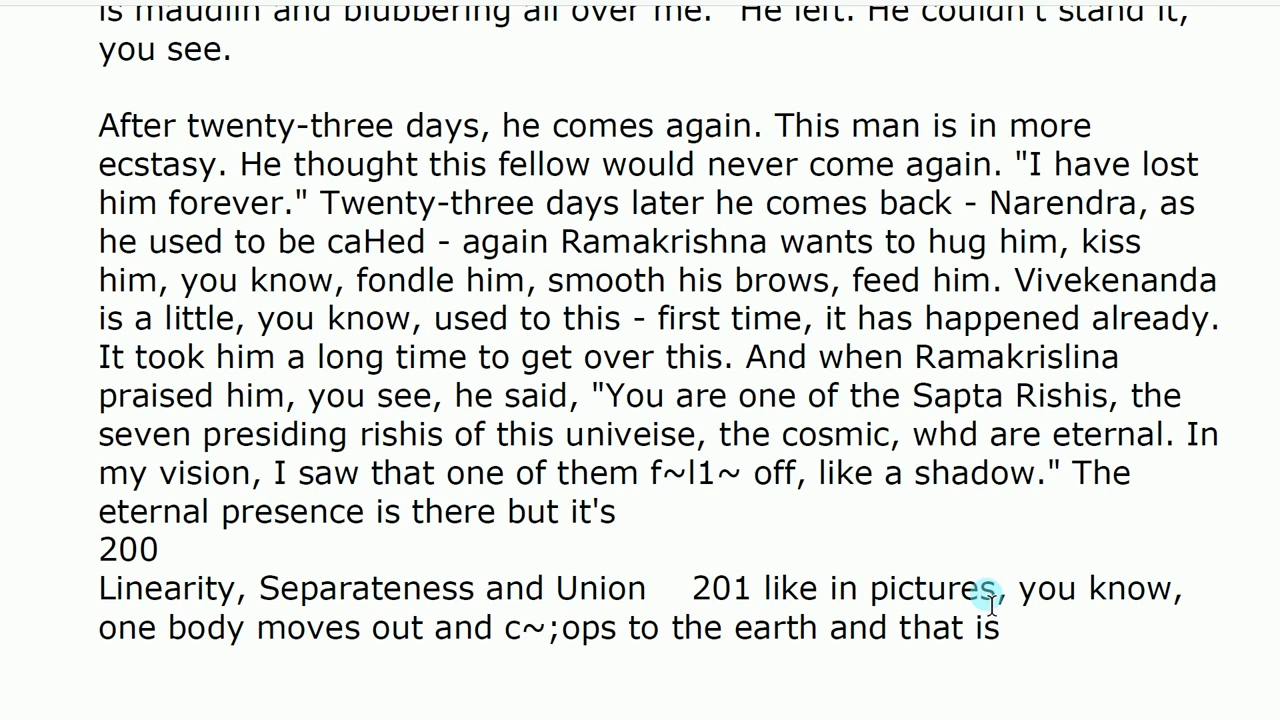 is maudlin and blubbering all over me." He left. He couldn't stand it,
you see.
After twenty-three days, he comes again. This man is in more
ecstasy. He thought this fellow would never come again. "I have lost
him forever." Twenty-three days later he comes back - Narendra, as
he used to be caHed - again Ramakrishna wants to hug him, kiss
him, you know, fondle him, smooth his brows, feed him. Vivekenanda
is a little, you know, used to this - first time, it has happened already.
It took him a long time to get over this. And when Ramakrislina
praised him, you see, he said, "You are one of the Sapta Rishis, the
seven presiding rishis of this univeise, the cosmic, whd are eternal. In
my vision, I saw that one of them f~l1~ off, like a shadow." The
eternal presence is there but it's
200
Linearity, Separateness and Union 201 like in pictures, you know,
one body moves out and c~;ops to the earth and that is